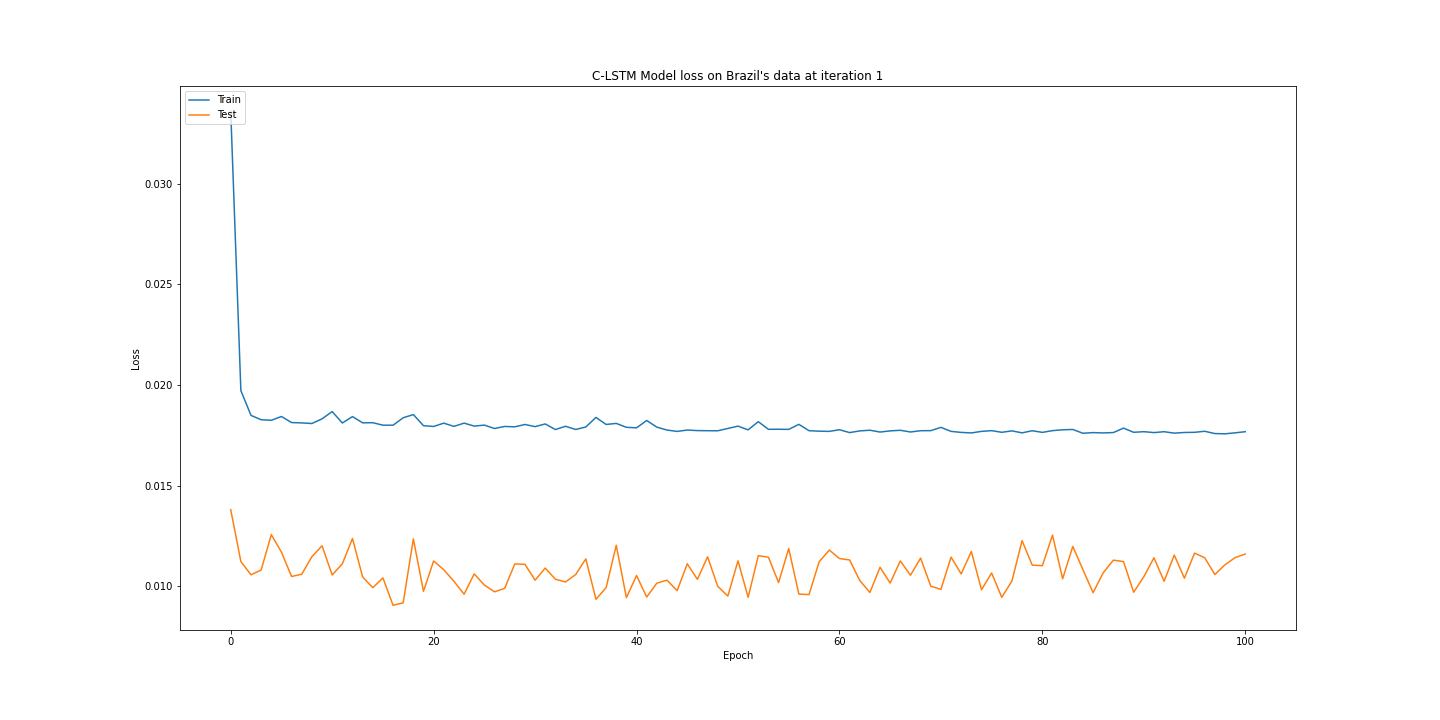 C-LSTM Model loss on Brazil's data at iteration 1
Train
Test
0.030
0.025
0.020
0.015
0.010
Loss
0 20 40 60 80 100
Epoch